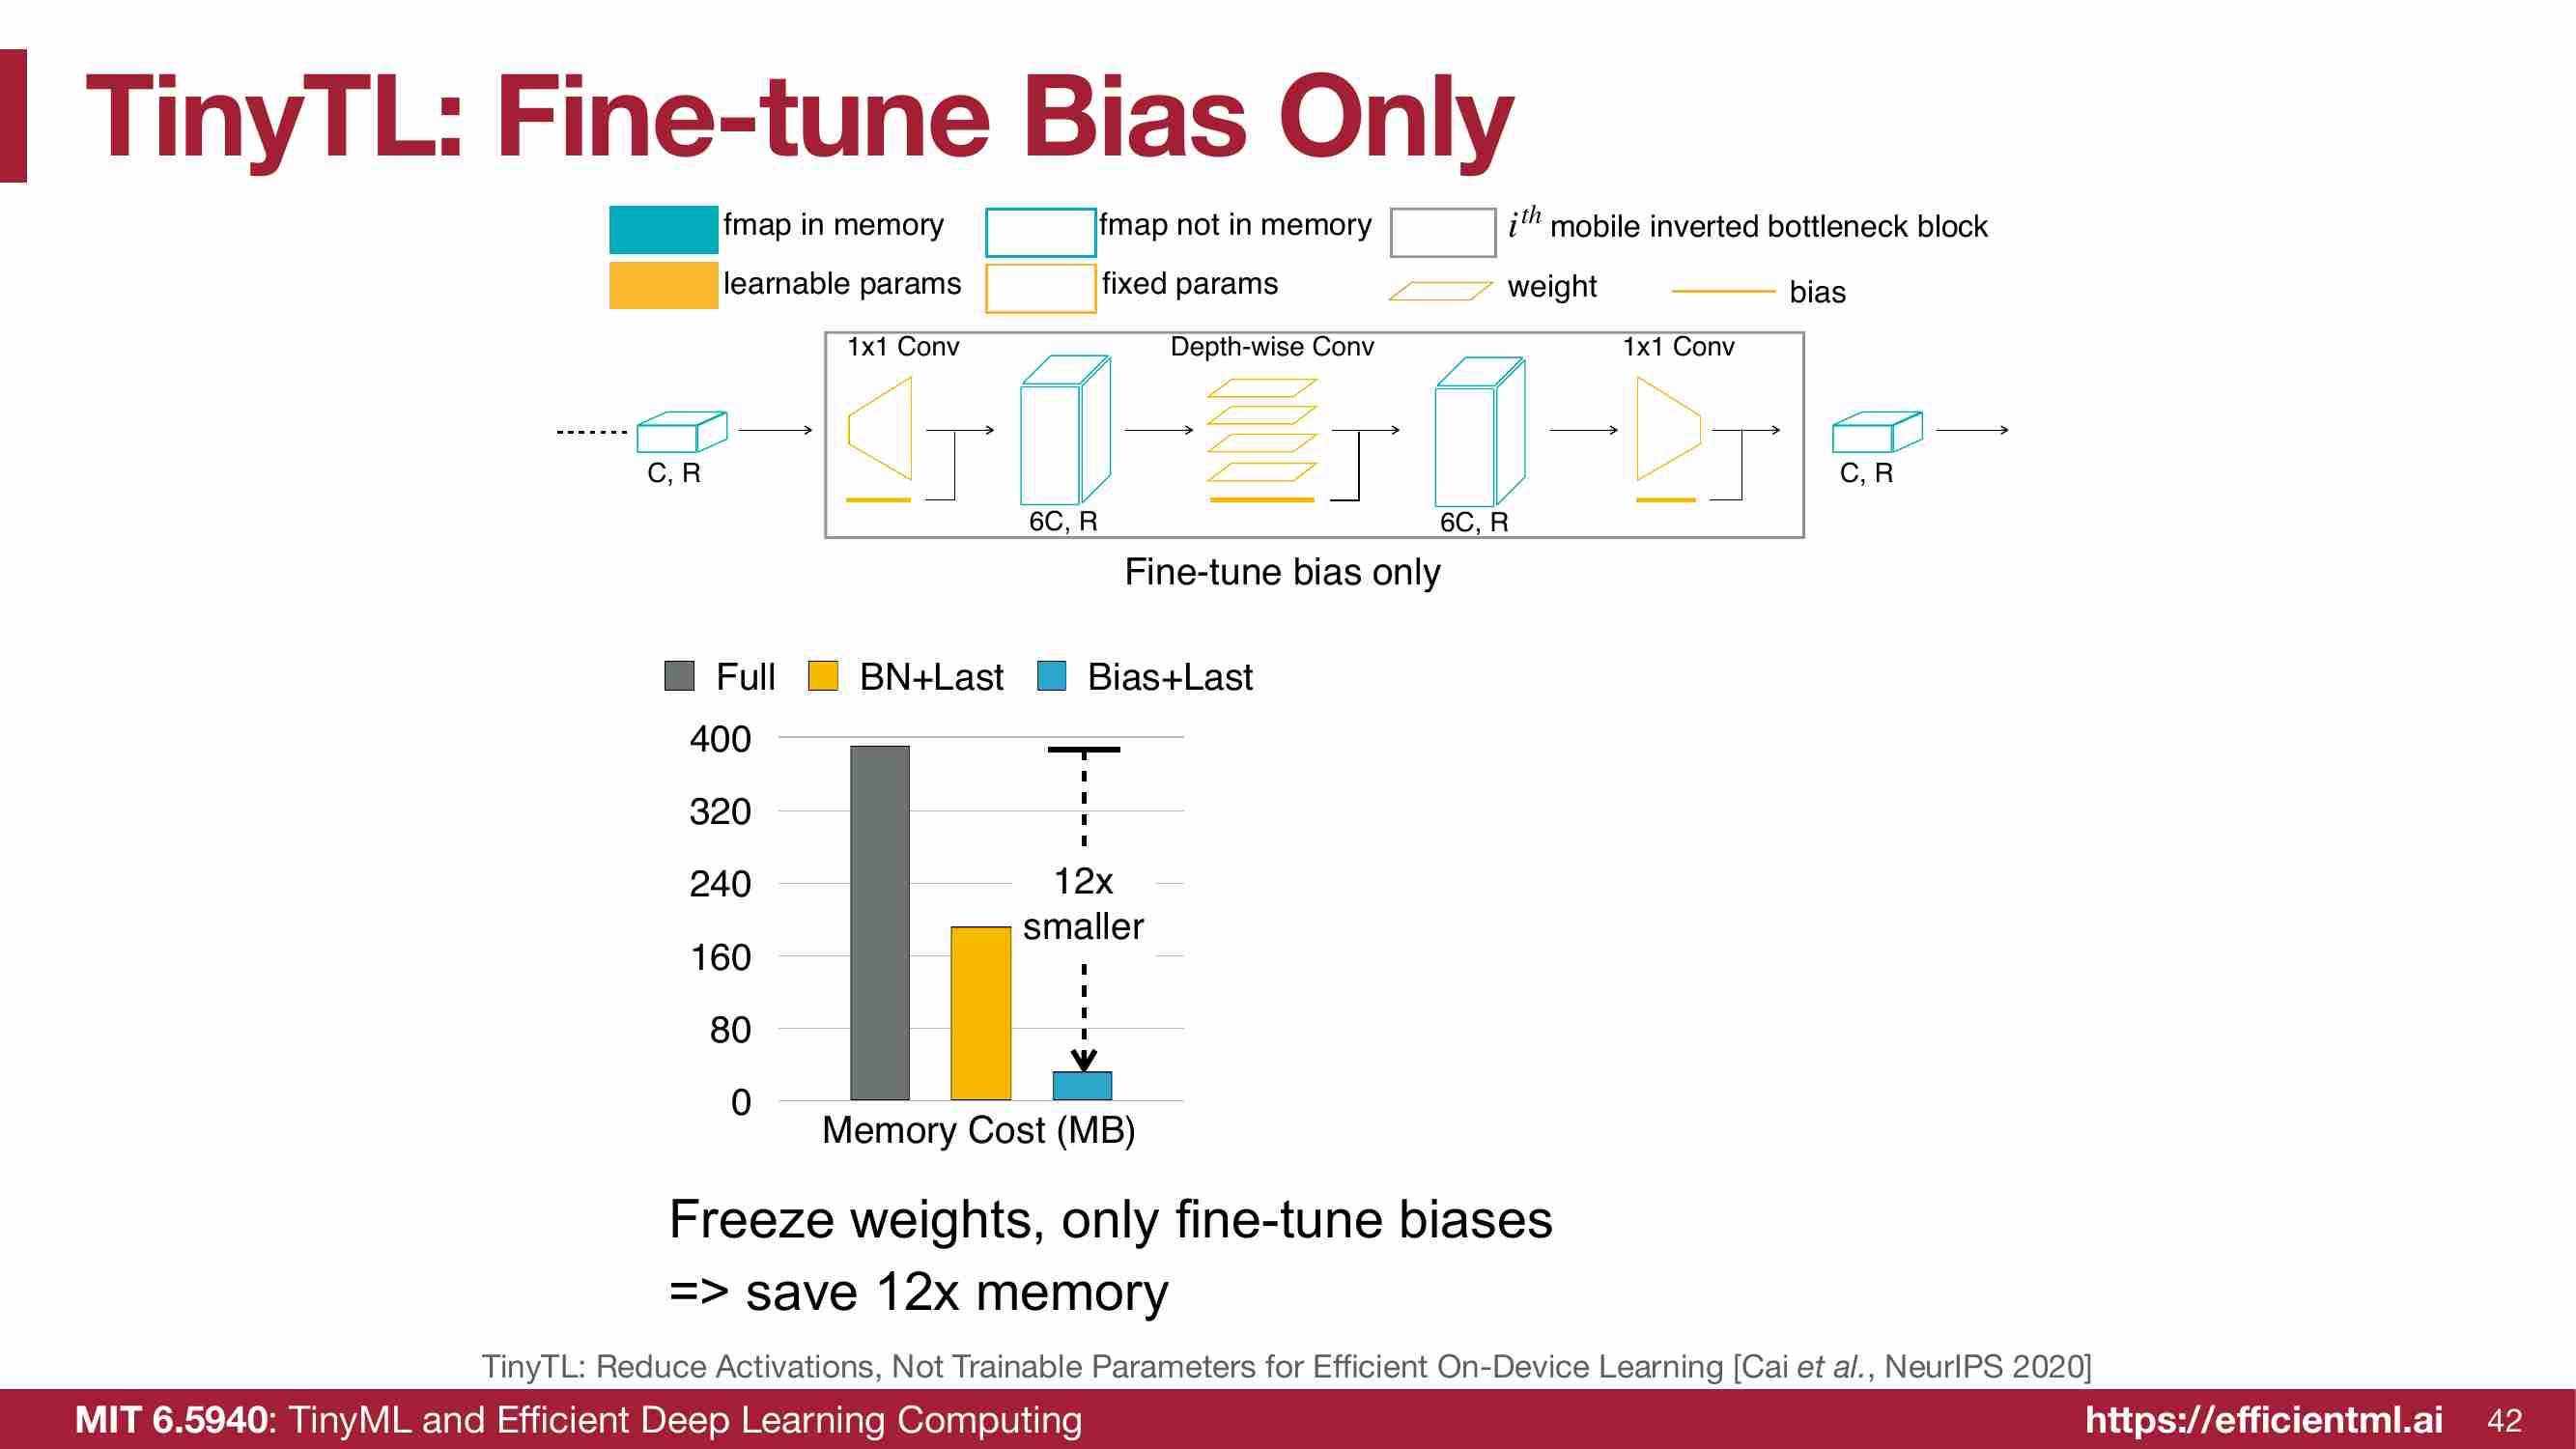 TinyTL: Fine-tune Bias Only
fmap in memory
fmap not in memory
i^th mobile inverted bottleneck block
learnable params
fixed params
weight
bias
1x1 Conv
Depth-wise Conv
1x1 Conv
C, R
C, R
6C, R
6C, R
Fine-tune bias only
Full
BN+Last
Bias+Last
400
320
240
160
80
0
12x
smaller
Memory Cost (MB)
Freeze weights, only fine-tune biases
=> save 12x memory
TinyTL: Reduce Activations, Not Trainable Parameters for Efficient On-Device Learning [Cai et al., NeurIPS 2020]
MIT 6.5940: TinyML and Efficient Deep Learning Computing
https://efficientml.ai
42